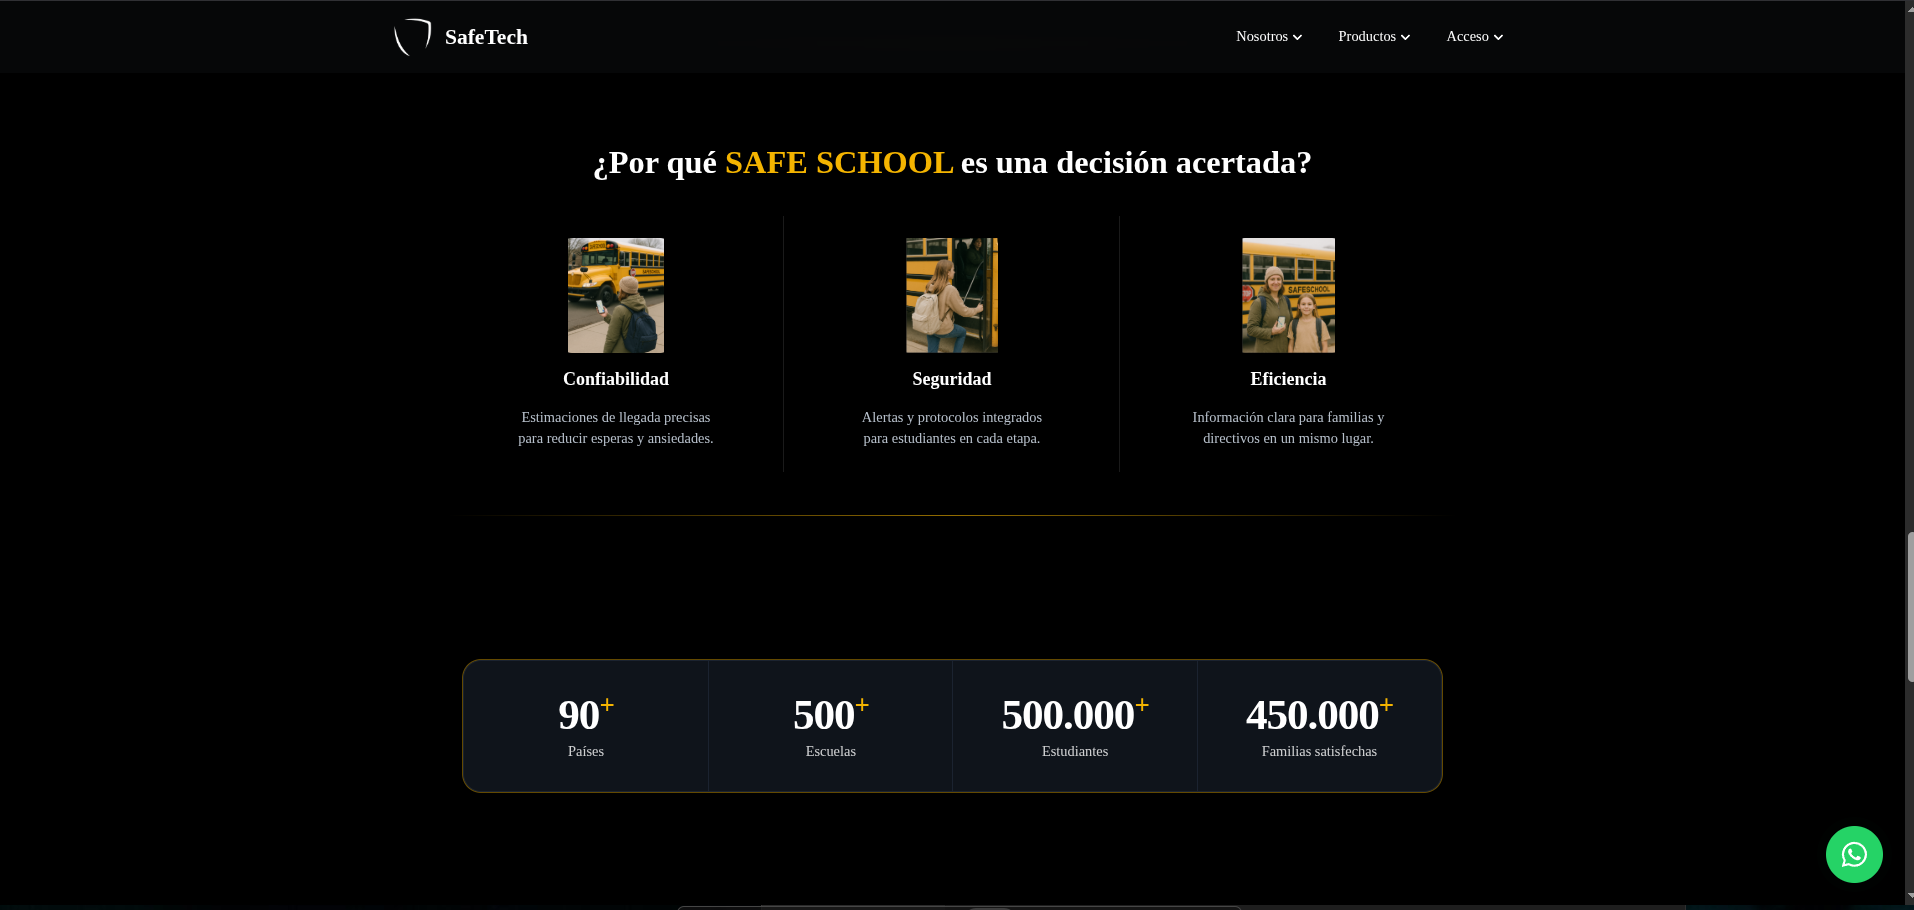 SafeTech
Nosotros
Productos
Acceso
¿Por qué SAFE SCHOOL es una decisión acertada?
SAFESCHOOL
Confiabilidad
Seguridad
Eficiencia
Estimaciones de llegada precisas
para reducir esperas y ansiedades.
Alertas y protocolos integrados
para estudiantes en cada etapa.
Información clara para familias y
directivos en un mismo lugar.
90+
Países
500+
Escuelas
500.000+
Estudiantes
450.000+
Familias satisfechas